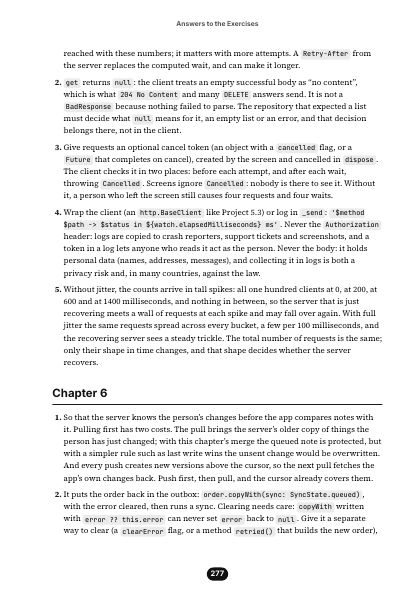 Answers to the Exercises
reached with these numbers; it matters with more attempts. A Retry-After from
the server replaces the computed wait, and can make it longer.
2. get returns null: the client treats an empty successful body as “no content”,
which is what 204 No Content and many DELETE answers send. It is not a
BadResponse because nothing failed to parse. The repository that expected a list
must decide what null means for it, an empty list or an error, and that decision
belongs there, not in the client.
3. Give requests an optional cancel token (an object with a cancelled flag, or a
Future that completes on cancel), created by the screen and cancelled in dispose.
The client checks it in two places: before each attempt, and after each wait,
throwing Cancelled. Screens ignore Cancelled: nobody is there to see it. Without
it, a person who left the screen still causes four requests and four waits.
4. Wrap the client (an http.BaseClient like Project 5.3) or log in _send: '$method
$path -> $status in ${watch.elapsedMilliseconds} ms'. Never the Authorization
header: logs are copied to crash reporters, support tickets and screenshots, and a
token in a log lets anyone who reads it act as the person. Never the body: it holds
personal data (names, addresses, messages), and collecting it in logs is both a
privacy risk and, in many countries, against the law.
5. Without jitter, the counts arrive in tall spikes: all one hundred clients at 0, at 200, at
600 and at 1400 milliseconds, and nothing in between, so the server that is just
recovering meets a wall of requests at each spike and may fall over again. With full
jitter the same requests spread across every bucket, a few per 100 milliseconds, and
the recovering server sees a steady trickle. The total number of requests is the same;
only their shape in time changes, and that shape decides whether the server
recovers.
Chapter 6
1. So that the server knows the person’s changes before the app compares notes with
it. Pulling first has two costs. The pull brings the server’s older copy of things the
person has just changed; with this chapter’s merge the queued note is protected, but
with a simpler rule such as last write wins the unsent change would be overwritten.
And every push creates new versions above the cursor, so the next pull fetches the
app’s own changes back. Push first, then pull, and the cursor already covers them.
2. It puts the order back in the outbox: order.copyWith(sync: SyncState.queued),
with the error cleared, then runs a sync. Clearing needs care: copyWith written
with error ?? this.error can never set error back to null. Give it a separate
way to clear (a clearError flag, or a method retried() that builds the new order),
277